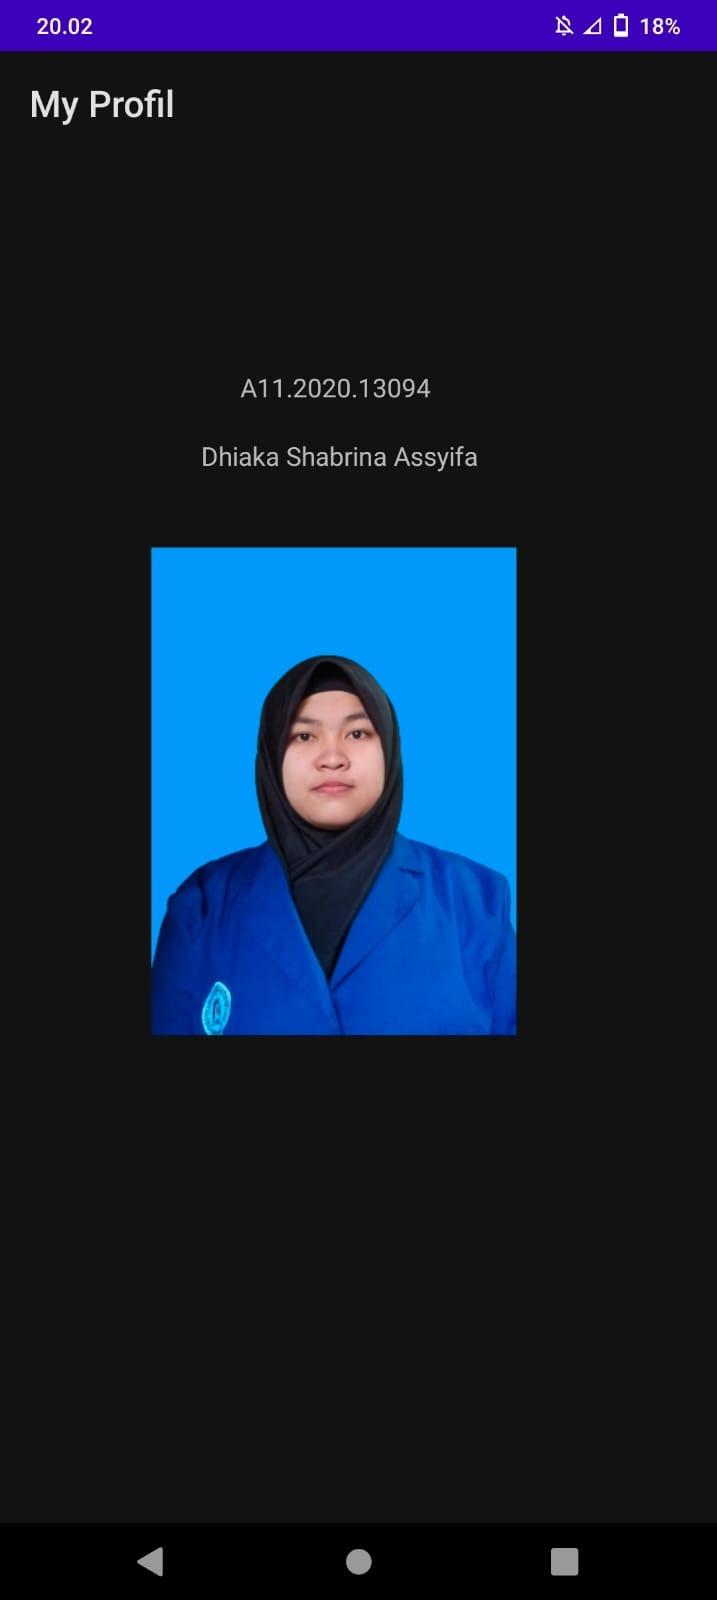 20.02
18%
My Profil
A11.2020.13094
Dhiaka Shabrina Assyifa